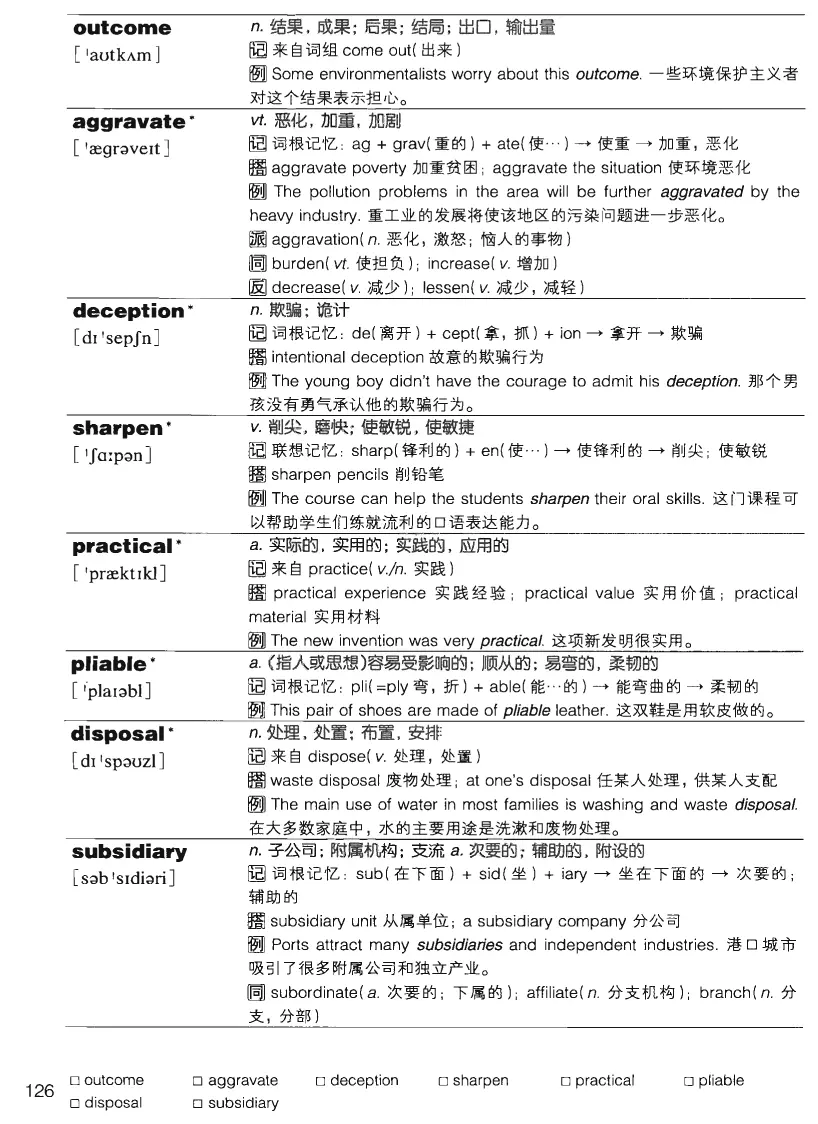 outcome n. 结果，成果；后果；结局；出口，输出量
[ ˈaʊtkʌm ] 记 来自词组 come out( 出来 )
例 Some environmentalists worry about this outcome. 一些环境保护主义者
对这个结果表示担心。
aggravate* vt. 恶化，加重，加剧
[ ˈæɡrəveɪt ] 记 词根记忆：ag + grav( 重的 ) + ate( 使… ) → 使重 → 加重，恶化
搭 aggravate poverty 加重贫困；aggravate the situation 使环境恶化
例 The pollution problems in the area will be further aggravated by the
heavy industry. 重工业的发展将使该地区的污染问题进一步恶化。
派 aggravation( n. 恶化，激怒；恼人的事物 )
同 burden( vt. 使担负 )；increase( v. 增加 )
反 decrease( v. 减少 )；lessen( v. 减少，减轻 )
deception* n. 欺骗；诡计
[ dɪˈsepʃn ] 记 词根记忆：de( 离开 ) + cept( 拿，抓 ) + ion → 拿开 → 欺骗
搭 intentional deception 故意的欺骗行为
例 The young boy didn't have the courage to admit his deception. 那个男
孩没有勇气承认他的欺骗行为。
sharpen* v. 削尖，磨快；使敏锐，使敏捷
[ ˈʃɑːpən ] 记 联想记忆：sharp( 锋利的 ) + en( 使… ) → 使锋利的 → 削尖；使敏锐
搭 sharpen pencils 削铅笔
例 The course can help the students sharpen their oral skills. 这门课程可
以帮助学生们练就流利的口语表达能力。
practical* a. 实际的，实用的；实践的，应用的
[ ˈpræktɪkl ] 记 来自 practice( v./n. 实践 )
搭 practical experience 实践经验；practical value 实用价值；practical
material 实用材料
例 The new invention was very practical. 这项新发明很实用。
pliable* a. (指人或思想)容易受影响的；顺从的；易弯的，柔韧的
[ ˈplaɪəbl ] 记 词根记忆：pli( =ply 弯，折 ) + able( 能…的 ) → 能弯曲的 → 柔韧的
例 This pair of shoes are made of pliable leather. 这双鞋是用软皮做的。
disposal* n. 处理，处置；布置，安排
[ dɪˈspəʊzl ] 记 来自 dispose( v. 处理，处置 )
搭 waste disposal 废物处理；at one's disposal 任某人处理，供某人支配
例 The main use of water in most families is washing and waste disposal.
在大多数家庭中，水的主要用途是洗漱和废物处理。
subsidiary n. 子公司；附属机构；支流 a. 次要的；辅助的，附设的
[ səbˈsɪdiəri ] 记 词根记忆：sub( 在下面 ) + sid( 坐 ) + iary → 坐在下面的 → 次要的；
辅助的
搭 subsidiary unit 从属单位；a subsidiary company 分公司
例 Ports attract many subsidiaries and independent industries. 港口城市
吸引了很多附属公司和独立产业。
同 subordinate( a. 次要的；下属的 )；affiliate( n. 分支机构 )；branch( n. 分
支，分部 )
□ outcome □ aggravate □ deception □ sharpen □ practical □ pliable
126
□ disposal □ subsidiary